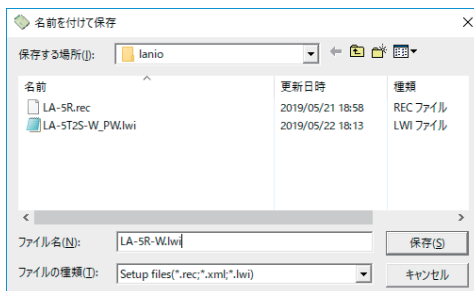 名前を付けて保存
保存する場所(I): lanio
名前 更新日時 種類
LA-5R.rec 2019/05/21 18:58 REC ファイル
LA-5T2S-W_PW.lwi 2019/05/22 18:13 LWI ファイル
ファイル名(N): LA-5R-W.lwi 保存(S)
ファイルの種類(T): Setup files(*.rec;*.xml;*.lwi) キャンセル